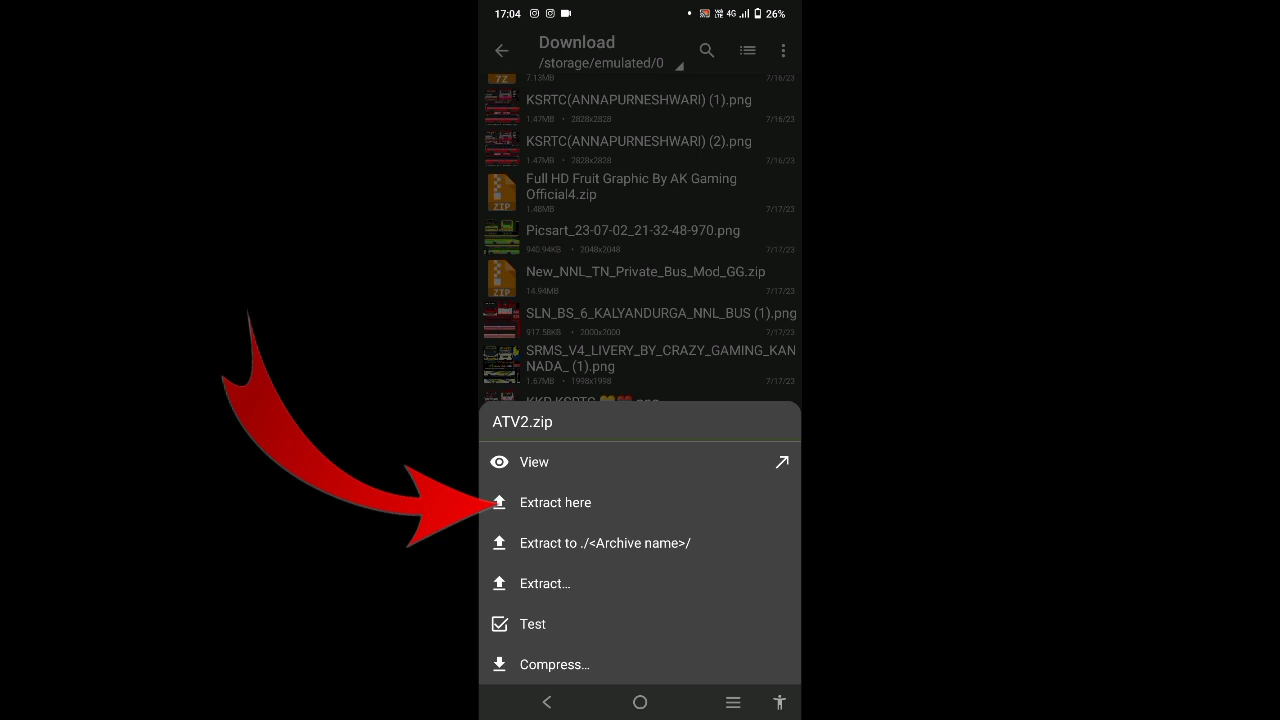 17:04
4G
26%
Download
/storage/emulated/0
7Z
7.13MB
7/16/23
KSRTC(ANNAPURNESHWARI) (1).png
1.47MB • 2828x2828
7/16/23
KSRTC(ANNAPURNESHWARI) (2).png
1.47MB • 2828x2828
7/16/23
Full HD Fruit Graphic By AK Gaming
Official4.zip
ZIP
1.48MB
7/17/23
Picsart_23-07-02_21-32-48-970.png
940.94KB • 2048x2048
7/17/23
New_NNL_TN_Private_Bus_Mod_GG.zip
ZIP
14.94MB
7/17/23
SLN_BS_6_KALYANDURGA_NNL_BUS (1).png
917.58KB • 2000x2000
7/17/23
SRMS_V4_LIVERY_BY_CRAZY_GAMING_KAN
NADA_ (1).png
1.67MB • 1998x1998
7/17/23
ATV2.zip
View
Extract here
Extract to ./<Archive name>/
Extract...
Test
Compress...